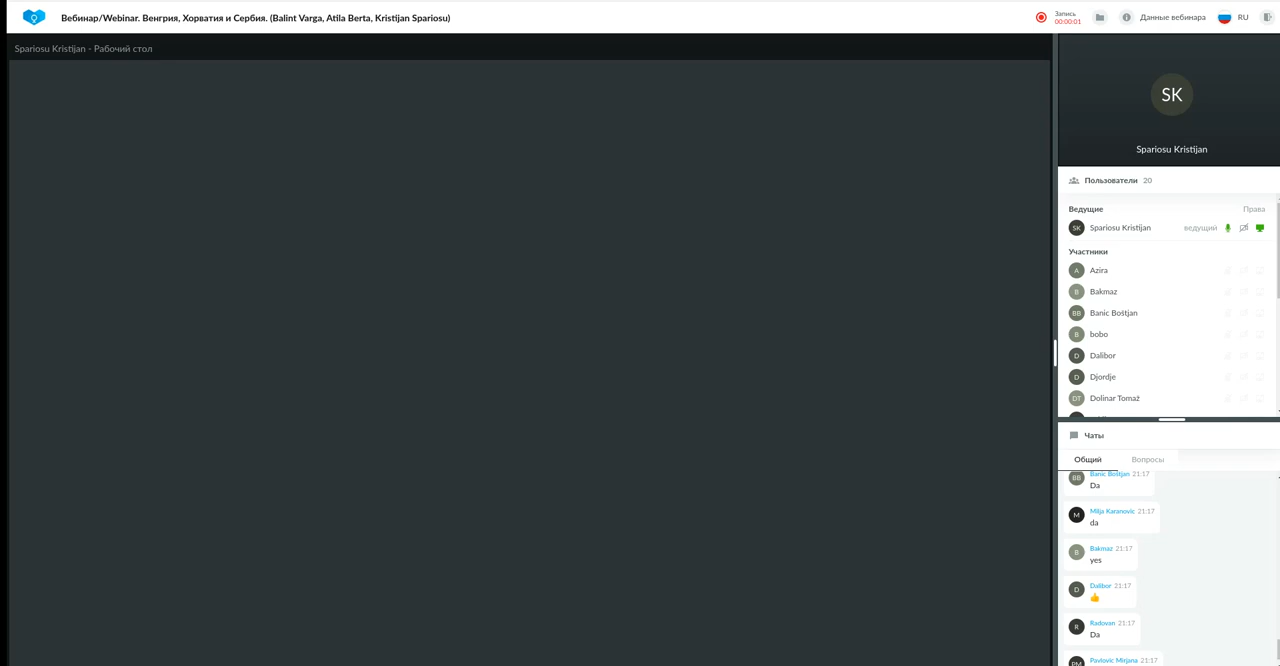 Вебинар/Webinar. Венгрия, Хорватия и Сербия. (Balint Varga, Atila Berta, Kristijan Spariosu)
Запись
00:00:01
Данные вебинара
RU
Spariosu Kristijan - Рабочий стол
SK
Spariosu Kristijan
Пользователи 20
Ведущие Права
SK Spariosu Kristijan ведущий
Участники
A Azira
B Bakmaz
BB Banic Boštjan
B bobo
D Dalibor
D Djordje
DT Dolinar Tomaž
Чаты
Общий Вопросы
BB Banic Boštjan 21:17
Da
M Milja Karanovic 21:17
da
B Bakmaz 21:17
yes
D Dalibor 21:17
👍
R Radovan 21:17
Da
PM Pavlovic Mirjana 21:17